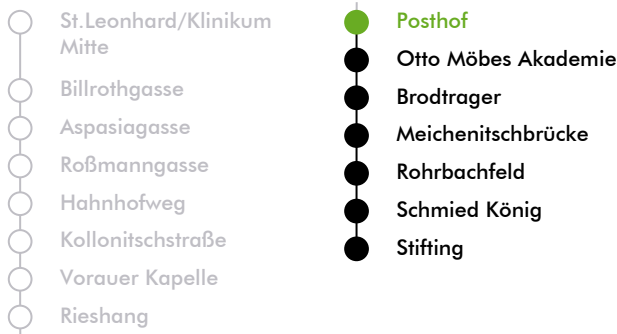 St.Leonhard/Klinikum
Mitte
Billrothgasse
Aspasiagasse
Roßmanngasse
Hahnhofweg
Kollonitschstraße
Vorauer Kapelle
Rieshang
Posthof
Otto Möbes Akademie
Brodtrager
Meichenitschbrücke
Rohrbachfeld
Schmied König
Stifting